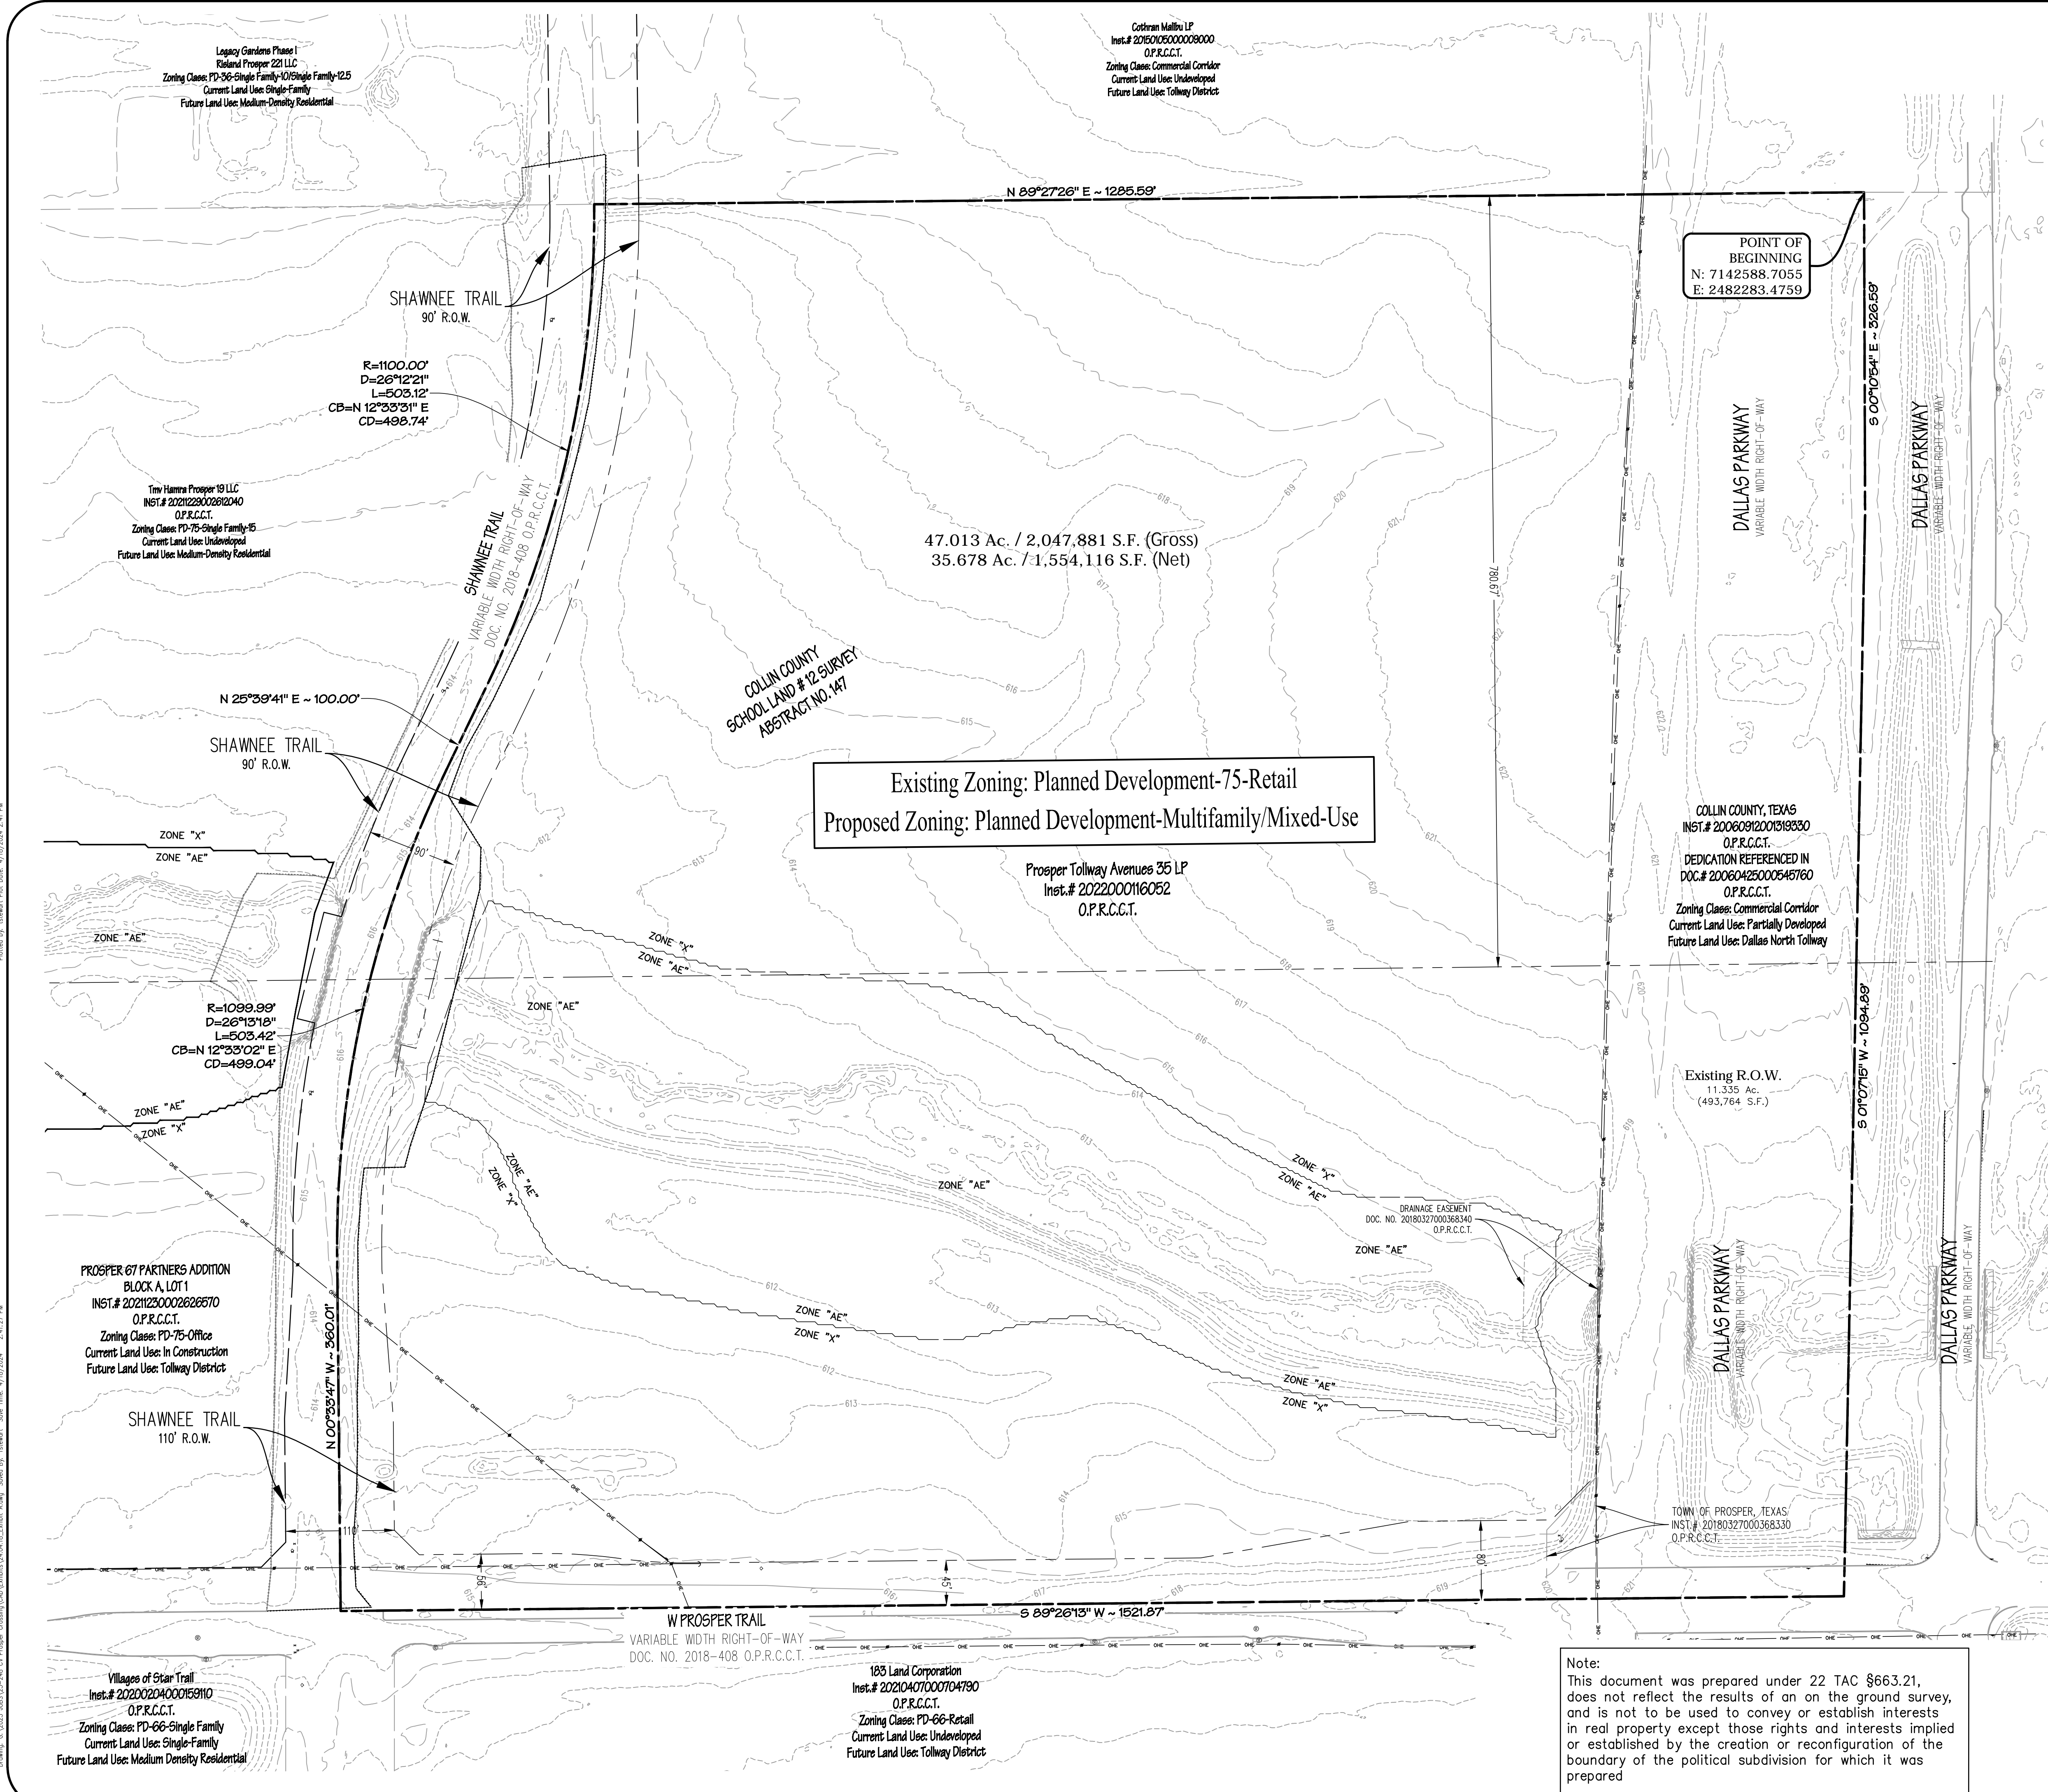 Legacy Gardens Phase I
Risland Prosper 221 LLC
Zoning Class: PD-36-Single Family-10/Single Family-12.5
Current Land Use: Single-Family
Future Land Use: Medium-Density Residential
Cothran Malibu LP
Inst.# 20150105000009000
O.P.R.C.C.T.
Zoning Class: Commercial Corridor
Current Land Use: Undeveloped
Future Land Use: Tollway District
N 89°27'26" E ~ 1285.59'
POINT OF
BEGINNING
N: 7142588.7055
E: 2482283.4759
S 00°10'54" E ~ 326.59'
SHAWNEE TRAIL
90' R.O.W.
R=1100.00'
D=26°12'21"
L=503.12'
CB=N 12°33'31" E
CD=498.74'
DALLAS PARKWAY
VARIABLE WIDTH RIGHT-OF-WAY
DALLAS PARKWAY
VARIABLE WIDTH RIGHT-OF-WAY
Tmv Hamra Prosper 19 LLC
INST.# 20211229002612040
O.P.R.C.C.T.
Zoning Class: PD-75-Single Family-15
Current Land Use: Undeveloped
Future Land Use: Medium-Density Residential
SHAWNEE TRAIL
VARIABLE WIDTH RIGHT-OF-WAY
DOC. NO. 2018-408 O.P.R.C.C.T.
47.013 Ac. / 2,047,881 S.F. (Gross)
35.678 Ac. / 1,554,116 S.F. (Net)
780.67'
COLLIN COUNTY
SCHOOL LAND # 12 SURVEY
ABSTRACT NO. 147
N 25°39'41" E ~ 100.00'
SHAWNEE TRAIL
90' R.O.W.
90'
Existing Zoning: Planned Development-75-Retail
Proposed Zoning: Planned Development-Multifamily/Mixed-Use
Prosper Tollway Avenues 35 LP
Inst.# 2022000116052
O.P.R.C.C.T.
COLLIN COUNTY, TEXAS
INST.# 20060912001319330
O.P.R.C.C.T.
DEDICATION REFERENCED IN
DOC.# 20060425000545760
O.P.R.C.C.T.
Zoning Class: Commercial Corridor
Current Land Use: Partially Developed
Future Land Use: Dallas North Tollway
ZONE "X"
ZONE "AE"
ZONE "AE"
ZONE "X"
ZONE "AE"
ZONE "AE"
R=1099.99'
D=26°13'18"
L=503.42'
CB=N 12°33'02" E
CD=499.04'
S 01°07'15" W ~ 1094.89'
Existing R.O.W.
11.335 Ac.
(493,764 S.F.)
ZONE "AE"
ZONE "X"
ZONE "AE"
ZONE "X"
ZONE "AE"
ZONE "X"
ZONE "AE"
DRAINAGE EASEMENT
DOC. NO. 20180327000368340
O.P.R.C.C.T.
ZONE "AE"
DALLAS PARKWAY
VARIABLE WIDTH RIGHT-OF-WAY
DALLAS PARKWAY
VARIABLE WIDTH RIGHT-OF-WAY
PROSPER 67 PARTNERS ADDITION
BLOCK A, LOT 1
INST.# 20211230002626570
O.P.R.C.C.T.
Zoning Class: PD-75-Office
Current Land Use: In Construction
Future Land Use: Tollway District
N 00°33'47" W ~ 360.01'
ZONE "AE"
ZONE "X"
ZONE "AE"
ZONE "X"
SHAWNEE TRAIL
110' R.O.W.
110'
56'
45'
80'
TOWN OF PROSPER, TEXAS
INST.# 20180327000368330
O.P.R.C.C.T.
S 89°26'13" W ~ 1521.87'
W PROSPER TRAIL
VARIABLE WIDTH RIGHT-OF-WAY
DOC. NO. 2018-408 O.P.R.C.C.T.
Villages of Star Trail
Inst.# 20200204000159110
O.P.R.C.C.T.
Zoning Class: PD-66-Single Family
Current Land Use: Single-Family
Future Land Use: Medium Density Residential
183 Land Corporation
Inst.# 20210407000704790
O.P.R.C.C.T.
Zoning Class: PD-66-Retail
Current Land Use: Undeveloped
Future Land Use: Tollway District
Note:
This document was prepared under 22 TAC §663.21,
does not reflect the results of an on the ground survey,
and is not to be used to convey or establish interests
in real property except those rights and interests implied
or established by the creation or reconfiguration of the
boundary of the political subdivision for which it was
prepared